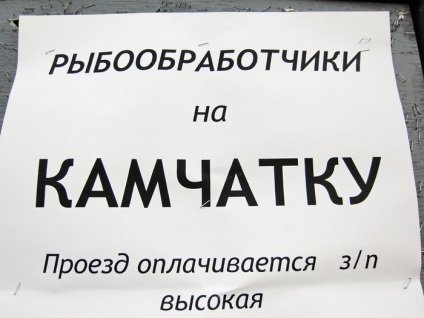 РЫБООБРАБОТЧИКИ
на
КАМЧАТКУ
Проезд оплачивается з/п
высокая